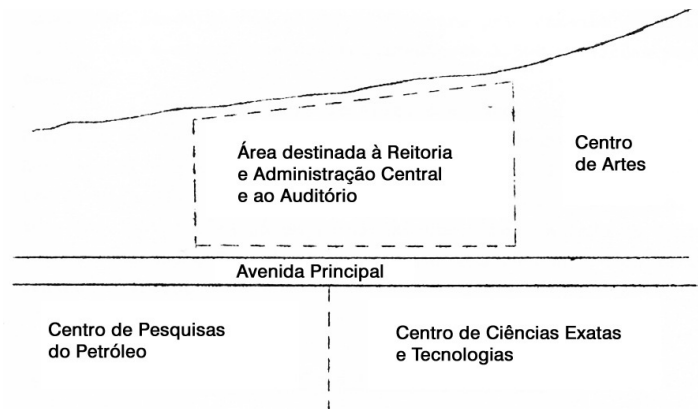 Área destinada à Reitoria
e Administração Central
e ao Auditório
Centro
de Artes
Avenida Principal
Centro de Pesquisas
do Petróleo
Centro de Ciências Exatas
e Tecnologias